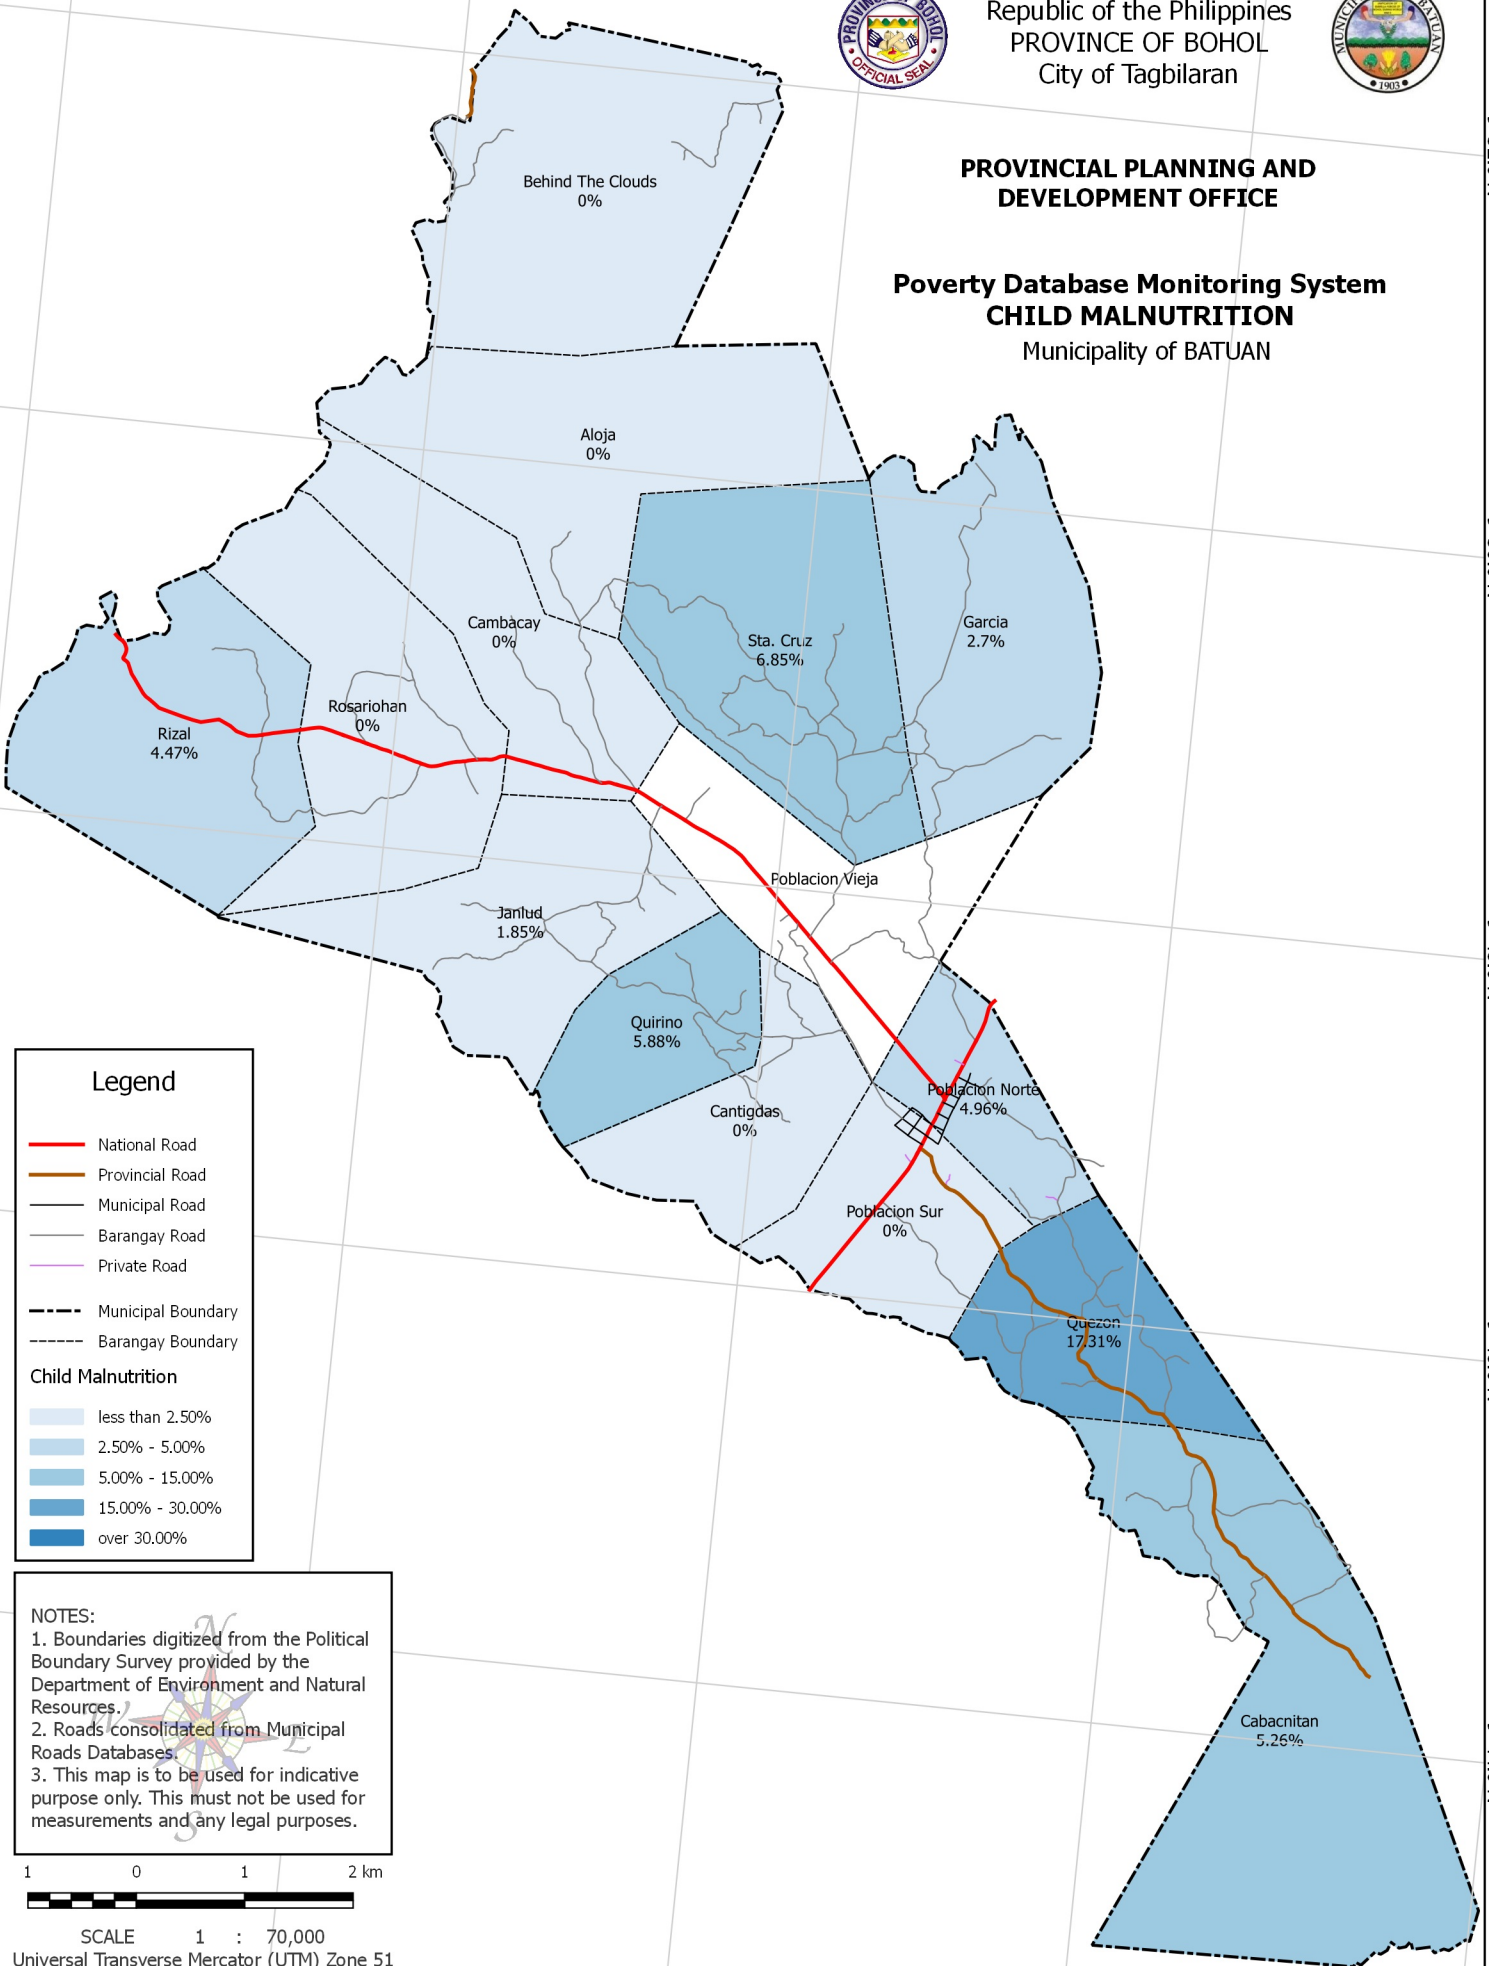 Republic of the Philippines
PROVINCE OF BOHOL
City of Tagbilaran
OFFICIAL SEAL
BATUAN
1903
PROVINCIAL PLANNING AND
DEVELOPMENT OFFICE
Poverty Database Monitoring System
CHILD MALNUTRITION
Municipality of BATUAN
Behind The Clouds
0%
Aloja
0%
Cambacay
0%
Sta. Cruz
6.85%
Garcia
2.7%
Rosariohan
0%
Rizal
4.47%
Poblacion Vieja
Janlud
1.85%
Quirino
5.88%
Poblacion Norte
4.96%
Cantigdas
0%
Poblacion Sur
0%
Quezon
17.31%
Cabacnitan
5.26%
Legend
National Road
Provincial Road
Municipal Road
Barangay Road
Private Road
Municipal Boundary
Barangay Boundary
Child Malnutrition
less than 2.50%
2.50% - 5.00%
5.00% - 15.00%
15.00% - 30.00%
over 30.00%
NOTES:
1. Boundaries digitized from the Political
Boundary Survey provided by the
Department of Environment and Natural
Resources.
2. Roads consolidated from Municipal
Roads Databases.
3. This map is to be used for indicative
purpose only. This must not be used for
measurements and any legal purposes.
N
W
E
S
1 0 1 2 km
SCALE 1 : 70,000
Universal Transverse Mercator (UTM) Zone 51